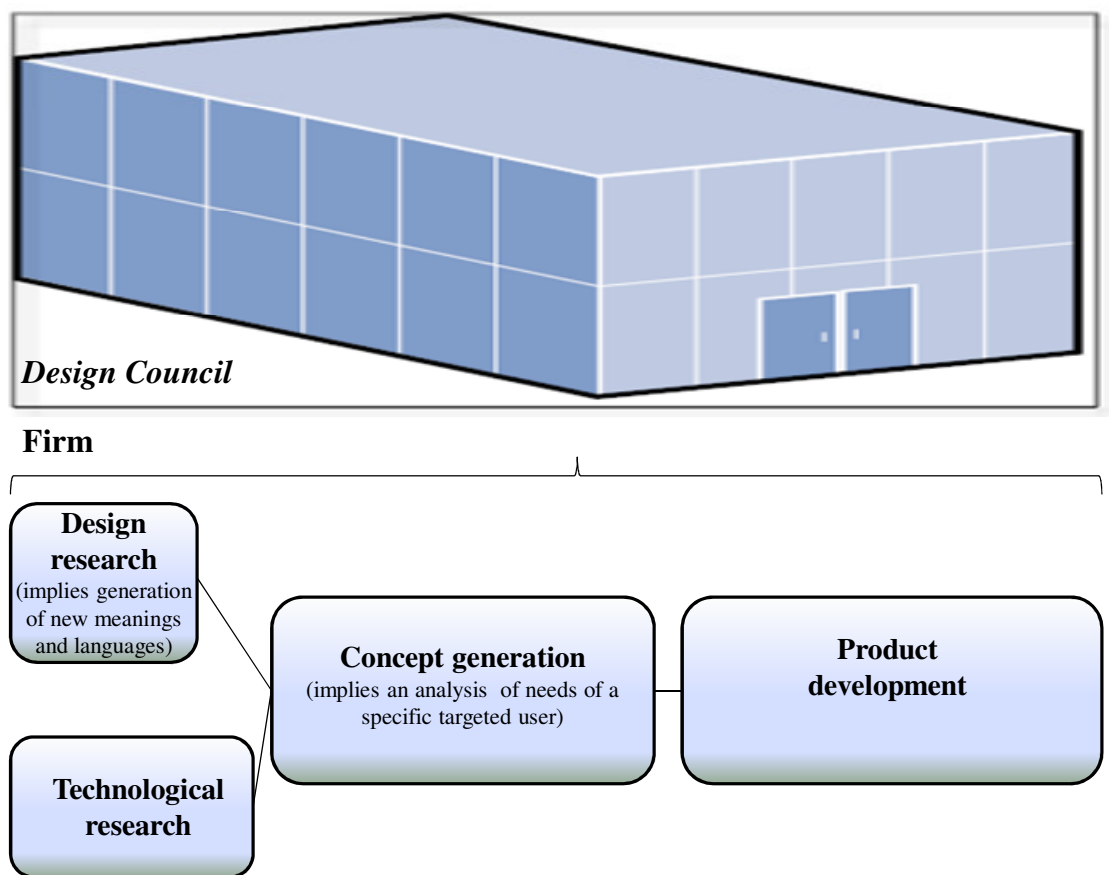 Design Council
Firm
Design
research
(implies generation
of new meanings
and languages)
Technological
research
Concept generation
(implies an analysis of needs of a
specific targeted user)
Product
development